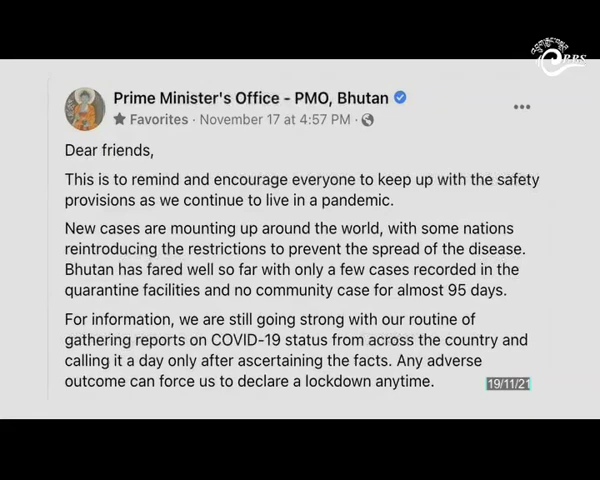 BBS
Prime Minister's Office - PMO, Bhutan
Favorites · November 17 at 4:57 PM ·
Dear friends,
This is to remind and encourage everyone to keep up with the safety
provisions as we continue to live in a pandemic.
New cases are mounting up around the world, with some nations
reintroducing the restrictions to prevent the spread of the disease.
Bhutan has fared well so far with only a few cases recorded in the
quarantine facilities and no community case for almost 95 days.
For information, we are still going strong with our routine of
gathering reports on COVID-19 status from across the country and
calling it a day only after ascertaining the facts. Any adverse
outcome can force us to declare a lockdown anytime.
19/11/21